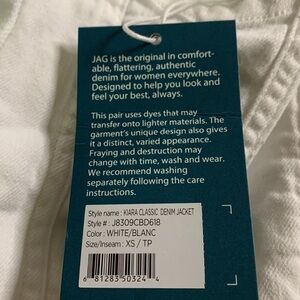 JAG is the original in comfort-
able, flattering, authentic
denim for women everywhere.
Designed to help you look and
feel your best, always.
This pair uses dyes that may
transfer onto lighter materials. The
garment's unique design also gives
it a distinct, varied appearance.
Fraying and destruction may
change with time, wash and wear.
We recommend washing
separately following the care
instructions.
Style name : KIARA CLASSIC DENIM JACKET
Style # : J8309CBD618
Color : WHITE/BLANC
Size/Inseam : XS / TP
6 81283 50324 4